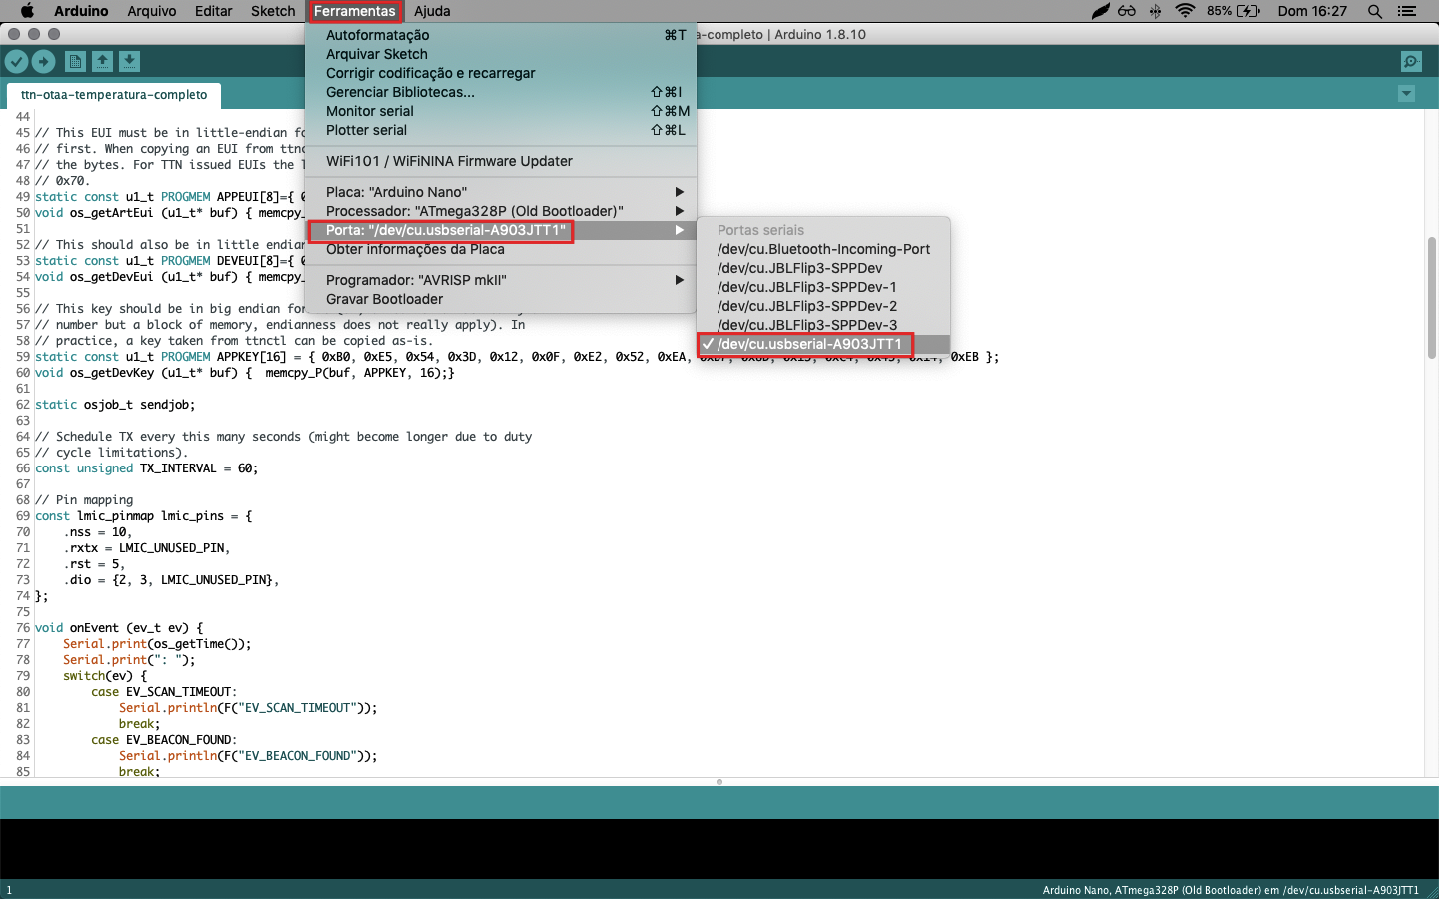 Arduino Arquivo Editar Sketch Ferramentas Ajuda 85% Dom 16:27
a-completo | Arduino 1.8.10
ttn-otaa-temperatura-completo
Autoformatação ⌘T
Arquivar Sketch
Corrigir codificação e recarregar
Gerenciar Bibliotecas... ⇧⌘I
Monitor serial ⇧⌘M
Plotter serial ⇧⌘L
WiFi101 / WiFiNINA Firmware Updater
Placa: "Arduino Nano"
Processador: "ATmega328P (Old Bootloader)"
Porta: "/dev/cu.usbserial-A903JTT1"
Obter informações da Placa
Programador: "AVRISP mkII"
Gravar Bootloader
Portas seriais
/dev/cu.Bluetooth-Incoming-Port
/dev/cu.JBLFlip3-SPPDev
/dev/cu.JBLFlip3-SPPDev-1
/dev/cu.JBLFlip3-SPPDev-2
/dev/cu.JBLFlip3-SPPDev-3
✓ /dev/cu.usbserial-A903JTT1
44
45 // This EUI must be in little-endian fo
46 // first. When copying an EUI from ttnc
47 // the bytes. For TTN issued EUIs the l
48 // 0x70.
49 static const u1_t PROGMEM APPEUI[8]={ 0
50 void os_getArtEui (u1_t* buf) { memcpy_
51
52 // This should also be in little endian
53 static const u1_t PROGMEM DEVEUI[8]={ 0
54 void os_getDevEui (u1_t* buf) { memcpy_
55
56 // This key should be in big endian for
57 // number but a block of memory, endianness does not really apply). In
58 // practice, a key taken from ttnctl can be copied as-is.
59 static const u1_t PROGMEM APPKEY[16] = { 0xB0, 0xE5, 0x54, 0x3D, 0x12, 0x0F, 0xE2, 0x52, 0xEA, 0xEB };
60 void os_getDevKey (u1_t* buf) {  memcpy_P(buf, APPKEY, 16);}
61
62 static osjob_t sendjob;
63
64 // Schedule TX every this many seconds (might become longer due to duty
65 // cycle limitations).
66 const unsigned TX_INTERVAL = 60;
67
68 // Pin mapping
69 const lmic_pinmap lmic_pins = {
70 .nss = 10,
71 .rxtx = LMIC_UNUSED_PIN,
72 .rst = 5,
73 .dio = {2, 3, LMIC_UNUSED_PIN},
74 };
75
76 void onEvent (ev_t ev) {
77 Serial.print(os_getTime());
78 Serial.print(": ");
79 switch(ev) {
80 case EV_SCAN_TIMEOUT:
81 Serial.println(F("EV_SCAN_TIMEOUT"));
82 break;
83 case EV_BEACON_FOUND:
84 Serial.println(F("EV_BEACON_FOUND"));
85 break;
1 Arduino Nano, ATmega328P (Old Bootloader) em /dev/cu.usbserial-A903JTT1